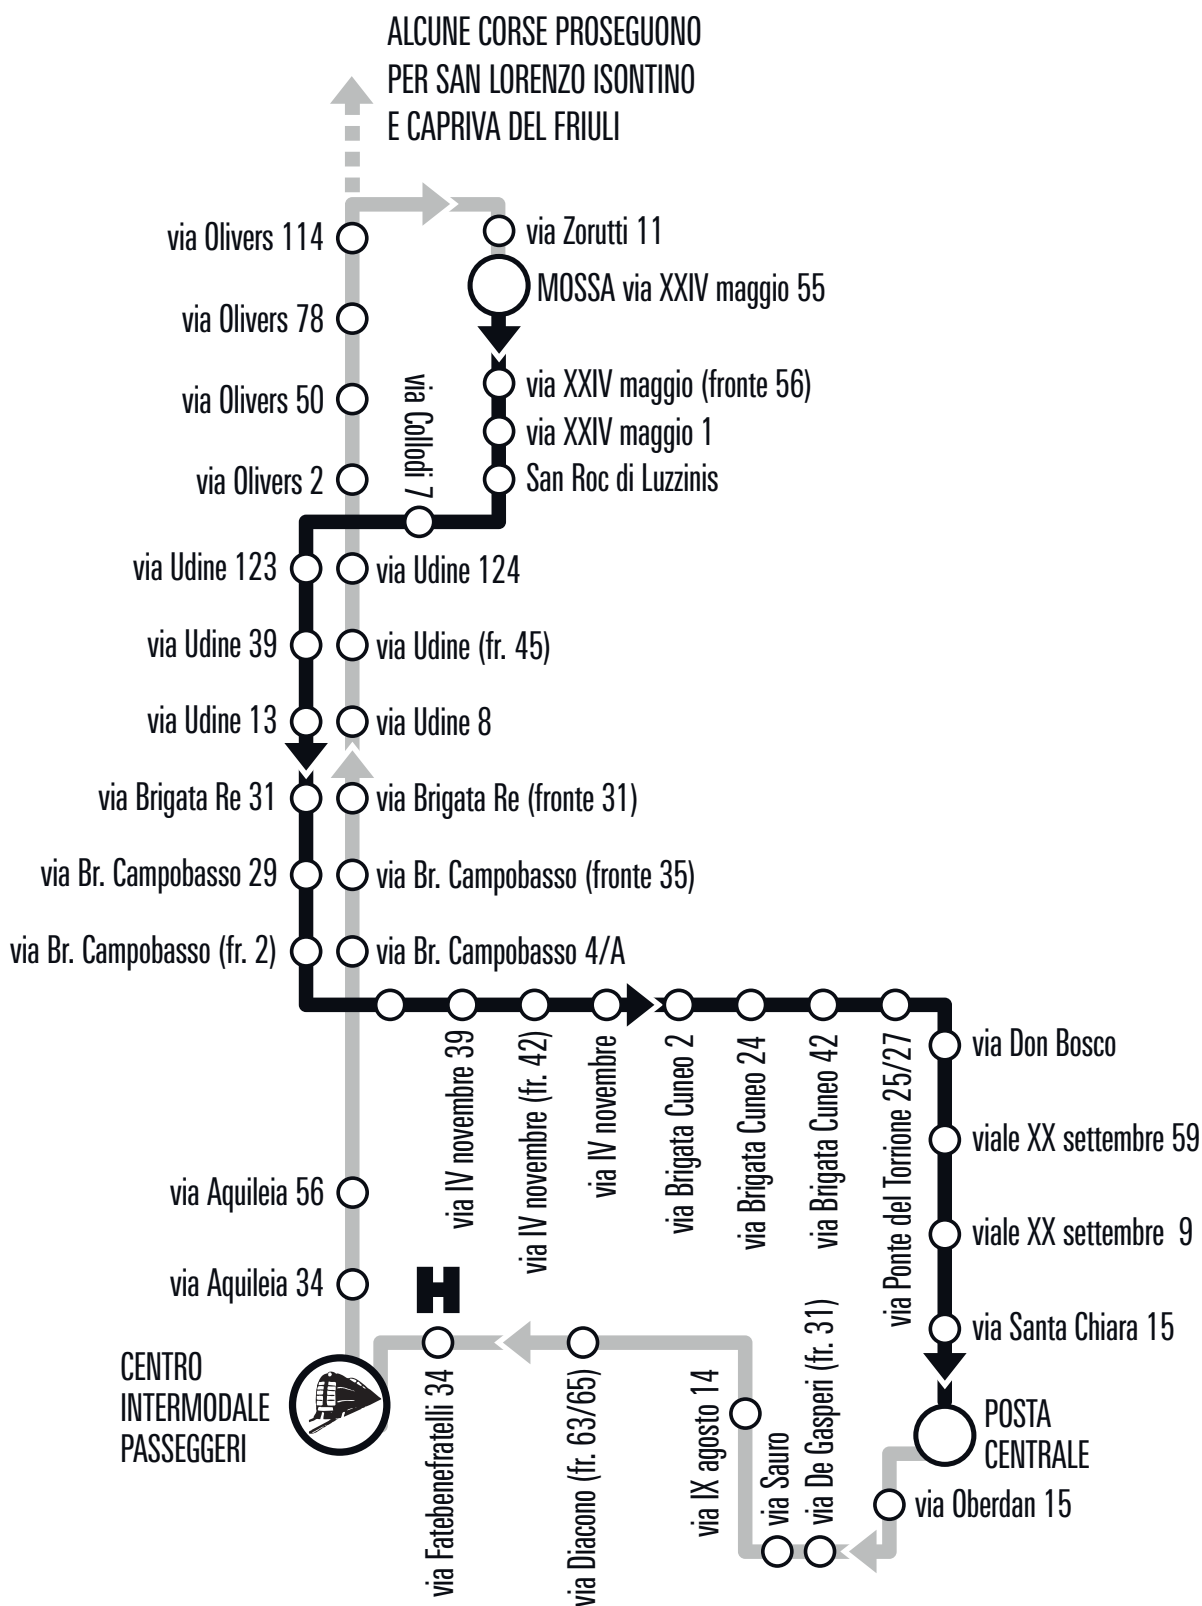 ALCUNE CORSE PROSEGUONO
PER SAN LORENZO ISONTINO
E CAPRIVA DEL FRIULI
via Olivers 114
via Zorutti 11
MOSSA via XXIV maggio 55
via Olivers 78
via XXIV maggio (fronte 56)
via Olivers 50
via Collodi 7
via XXIV maggio 1
via Olivers 2
San Roc di Luzzinis
via Udine 123
via Udine 124
via Udine 39
via Udine (fr. 45)
via Udine 13
via Udine 8
via Brigata Re 31
via Brigata Re (fronte 31)
via Br. Campobasso 29
via Br. Campobasso (fronte 35)
via Br. Campobasso (fr. 2)
via Br. Campobasso 4/A
via IV novembre 39
via IV novembre (fr. 42)
via IV novembre
via Brigata Cuneo 2
via Brigata Cuneo 24
via Brigata Cuneo 42
via Ponte del Torrione 25/27
via Don Bosco
viale XX settembre 59
viale XX settembre 9
via Santa Chiara 15
via Aquileia 56
via Aquileia 34
H
CENTRO
INTERMODALE
PASSEGGERI
via Fatebenefratelli 34
via Diacono (fr. 63/65)
via IX agosto 14
via Sauro
via De Gasperi (fr. 31)
POSTA
CENTRALE
via Oberdan 15